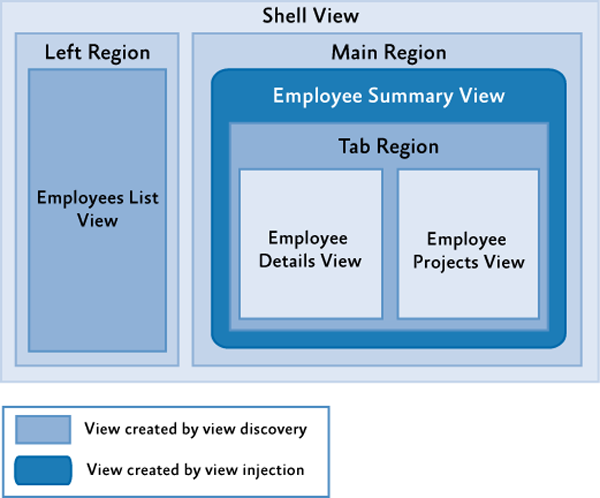 Shell View
Left Region
Main Region
Employees List
View
Employee Summary View
Tab Region
Employee
Details View
Employee
Projects View
View created by view discovery
View created by view injection